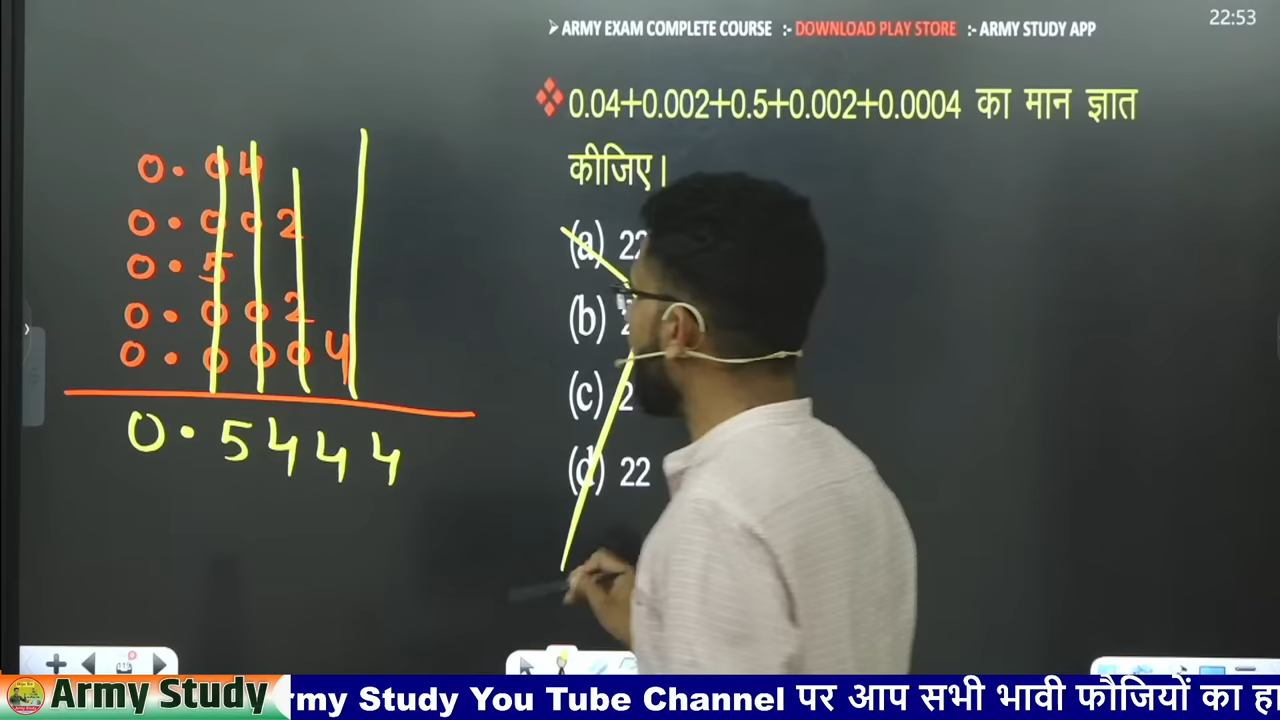 22:53
➢ ARMY EXAM COMPLETE COURSE :- DOWNLOAD PLAY STORE :- ARMY STUDY APP
❖ 0.04+0.002+0.5+0.002+0.0004 का मान ज्ञात
कीजिए।
(a) 22
(b)
(c) 2
(d) 22
0.04
0.002
0.5
0.002
0.0004
0.5444
Army Study
rmy Study You Tube Channel पर आप सभी भावी फौजियों का हा